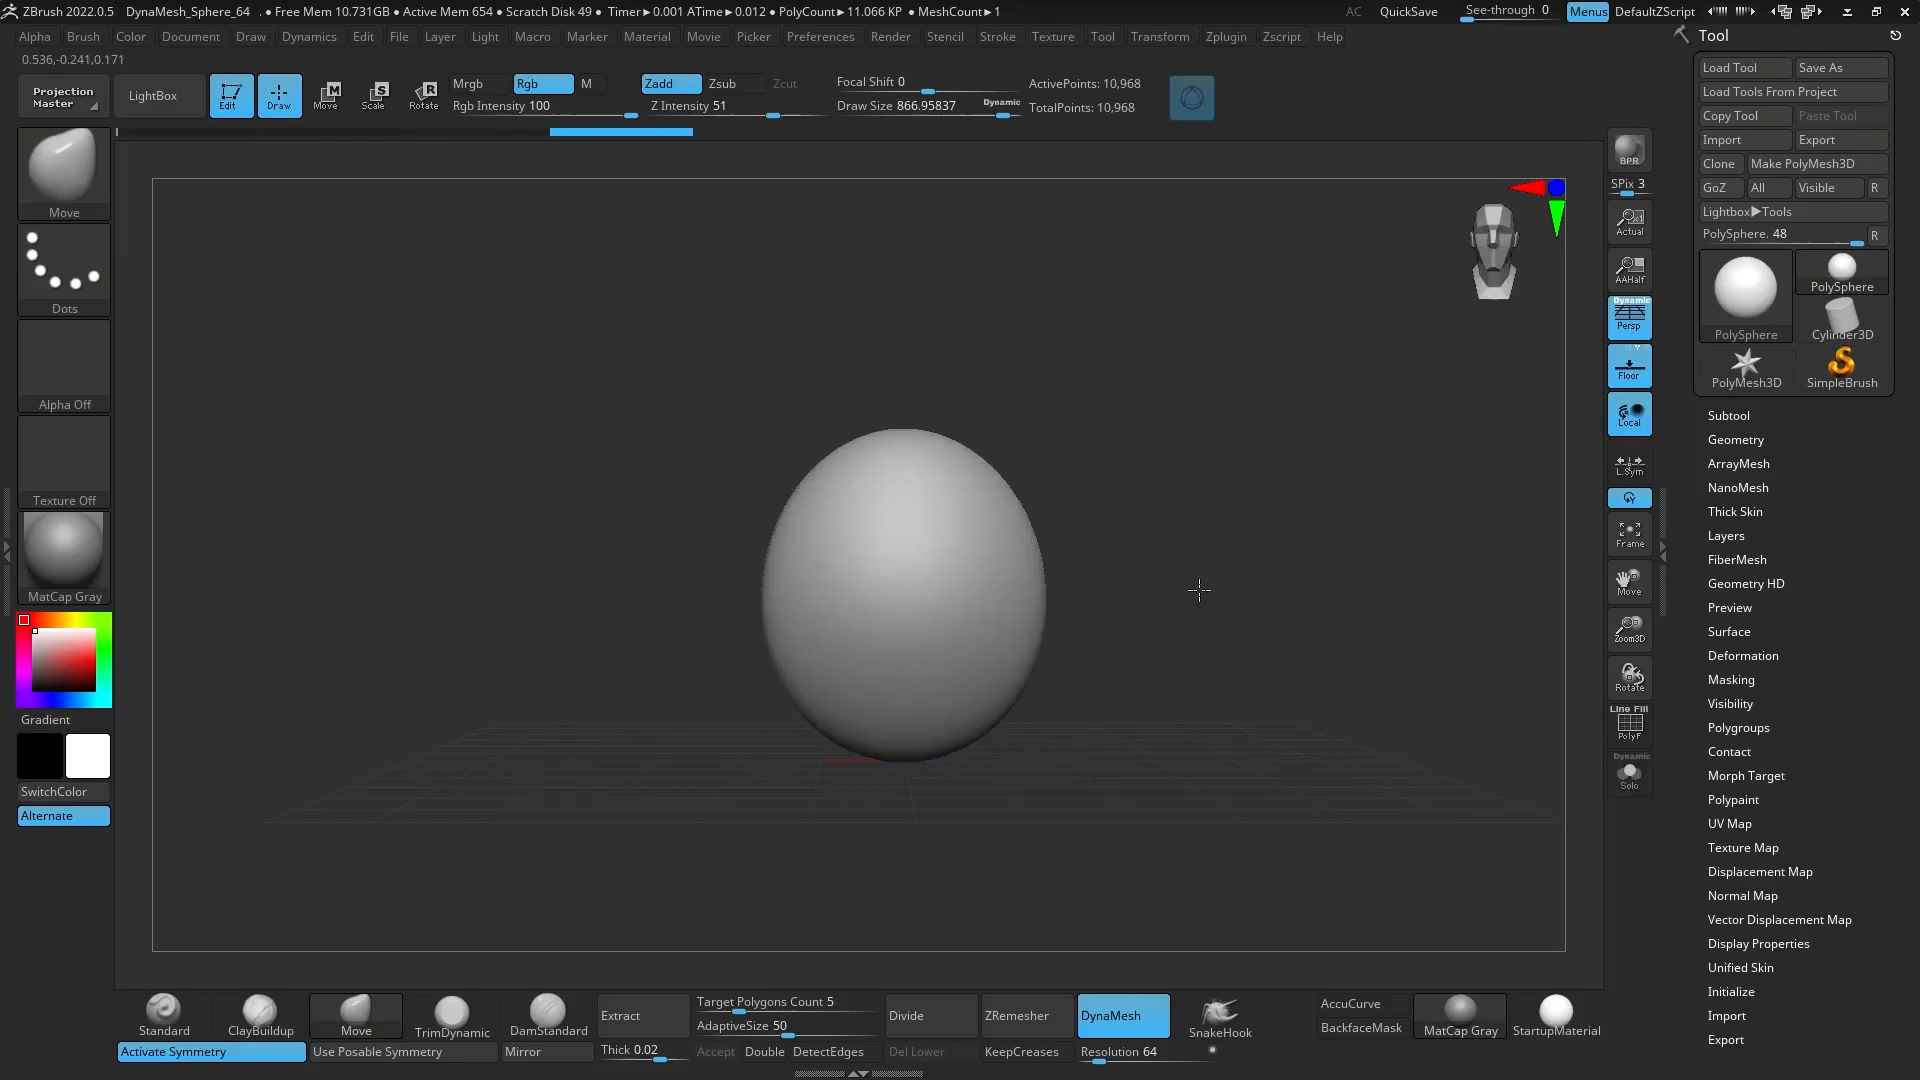 ZBrush 2022.0.5 DynaMesh_Sphere_64 . • Free Mem 10.731GB • Active Mem 654 • Scratch Disk 49 • Timer►0.001 ATime►0.012 • PolyCount►11.066 KP • MeshCount►1 AC QuickSave See-through 0 Menus DefaultZScript
Alpha Brush Color Document Draw Dynamics Edit File Layer Light Macro Marker Material Movie Picker Preferences Render Stencil Stroke Texture Tool Transform Zplugin Zscript Help
0.536,-0.241,0.171
Projection
Master
LightBox
Edit
Draw
Move
Scale
Rotate
Mrgb Rgb M
Rgb Intensity 100
Zadd Zsub Zcut
Z Intensity 51
Focal Shift 0
Draw Size 866.95837 Dynamic
ActivePoints: 10,968
TotalPoints: 10,968
Move
Dots
Alpha Off
Texture Off
MatCap Gray
Gradient
SwitchColor
Alternate
BPR
SPix 3
Actual
AAHalf
Dynamic
Persp
Floor
Local
L.Sym
Frame
Move
Zoom3D
Rotate
Line Fill
PolyF
Dynamic
Solo
Tool
Load Tool Save As
Load Tools From Project
Copy Tool Paste Tool
Import Export
Clone Make PolyMesh3D
GoZ All Visible R
Lightbox►Tools
PolySphere. 48 R
PolySphere
PolySphere
Cylinder3D
PolyMesh3D
SimpleBrush
Subtool
Geometry
ArrayMesh
NanoMesh
Thick Skin
Layers
FiberMesh
Geometry HD
Preview
Surface
Deformation
Masking
Visibility
Polygroups
Contact
Morph Target
Polypaint
UV Map
Texture Map
Displacement Map
Normal Map
Vector Displacement Map
Display Properties
Unified Skin
Initialize
Import
Export
Standard
ClayBuildup
Move
TrimDynamic
DamStandard
Extract
Target Polygons Count 5
AdaptiveSize 50
Divide
ZRemesher
DynaMesh
SnakeHook
AccuCurve
BackfaceMask
MatCap Gray
StartupMaterial
Activate Symmetry
Use Posable Symmetry
Mirror
Thick 0.02
Accept
Double
DetectEdges
Del Lower
KeepCreases
Resolution 64